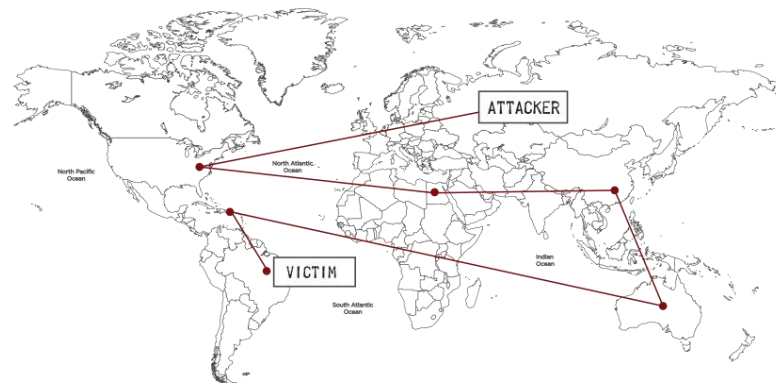 ATTACKER
North Atlantic
Ocean
North Pacific
Ocean
Indian
Ocean
VICTIM
South Atlantic
Ocean